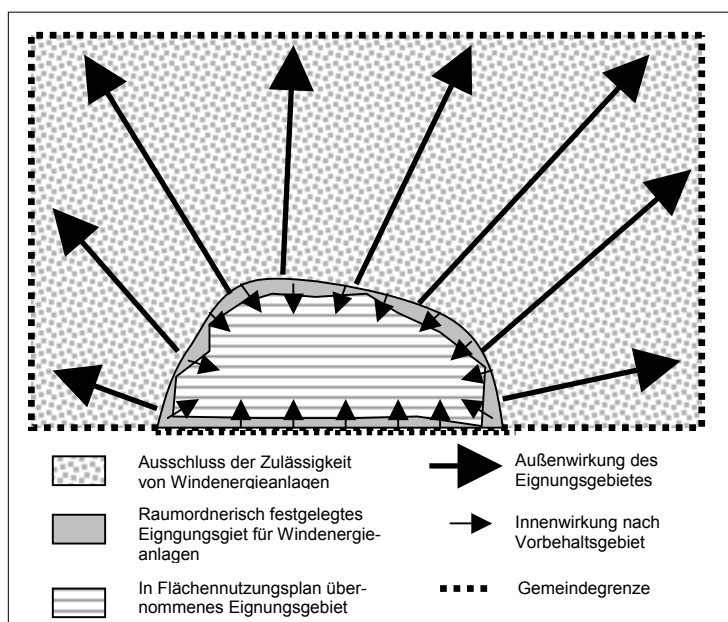 Ausschluss der Zulässigkeit
von Windenergieanlagen
Außenwirkung des
Eignungsgebietes
Raumordnerisch festgelegtes
Eigngungsgiet für Windenergie-
anlagen
Innenwirkung nach
Vorbehaltsgebiet
In Flächennutzungsplan über-
nommenes Eignungsgebiet
Gemeindegrenze